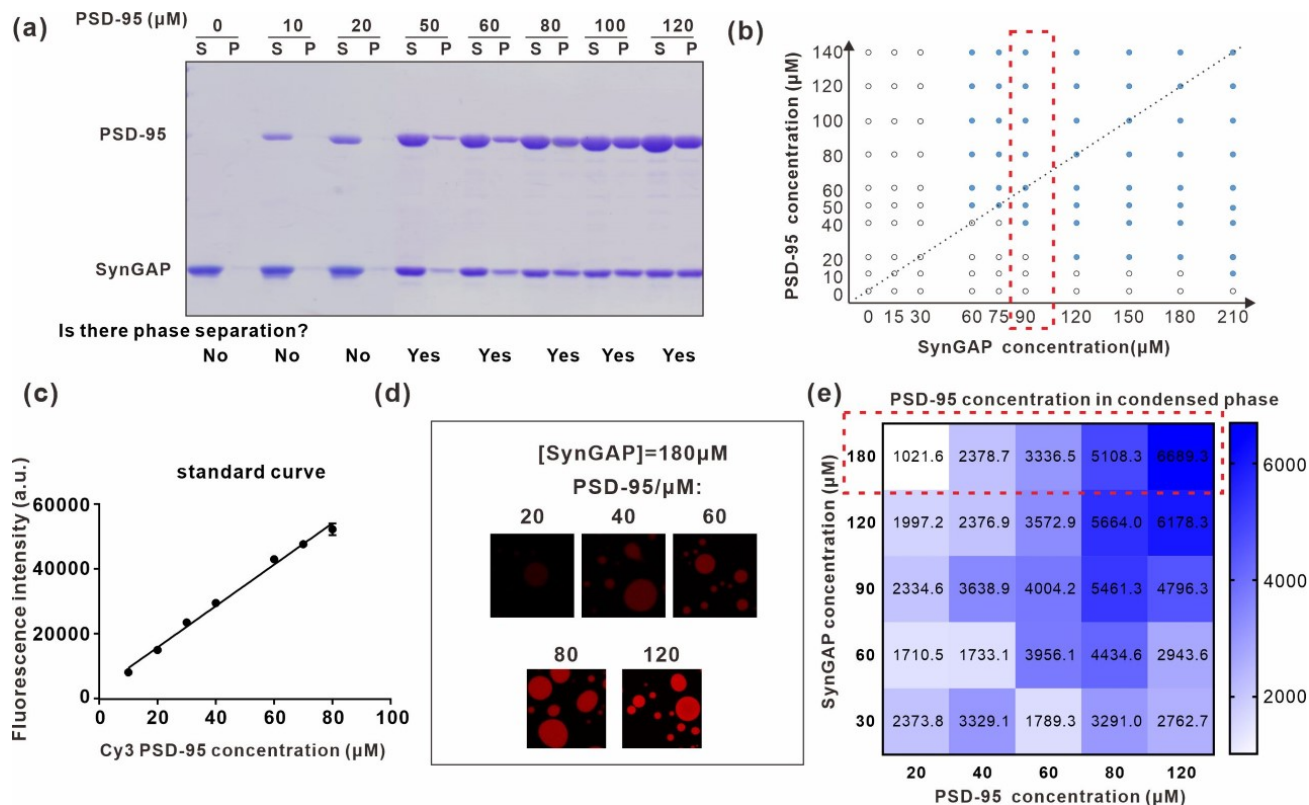 (a)
PSD-95 (μM) 0 10 20 50 60 80 100 120
S P S P S P S P S P S P S P S P
PSD-95
SynGAP
Is there phase separation?
No No No Yes Yes Yes Yes Yes
(b)
PSD-95 concentration (μM)
140
120
100
80
60
50
40
20
10
0
0 15 30 60 75 90 120 150 180 210
SynGAP concentration(μM)
(c)
standard curve
Fluorescence intensity (a.u.)
60000
40000
20000
0
0 20 40 60 80 100
Cy3 PSD-95 concentration (μM)
(d)
[SynGAP]=180μM
PSD-95/μM:
20 40 60
80 120
(e)
PSD-95 concentration in condensed phase
SynGAP concentration (μM)
180 1021.6 2378.7 3336.5 5108.3 6689.3
120 1997.2 2376.9 3572.9 5664.0 6178.3
90 2334.6 3638.9 4004.2 5461.3 4796.3
60 1710.5 1733.1 3956.1 4434.6 2943.6
30 2373.8 3329.1 1789.3 3291.0 2762.7
20 40 60 80 120
PSD-95 concentration (μM)
6000
4000
2000